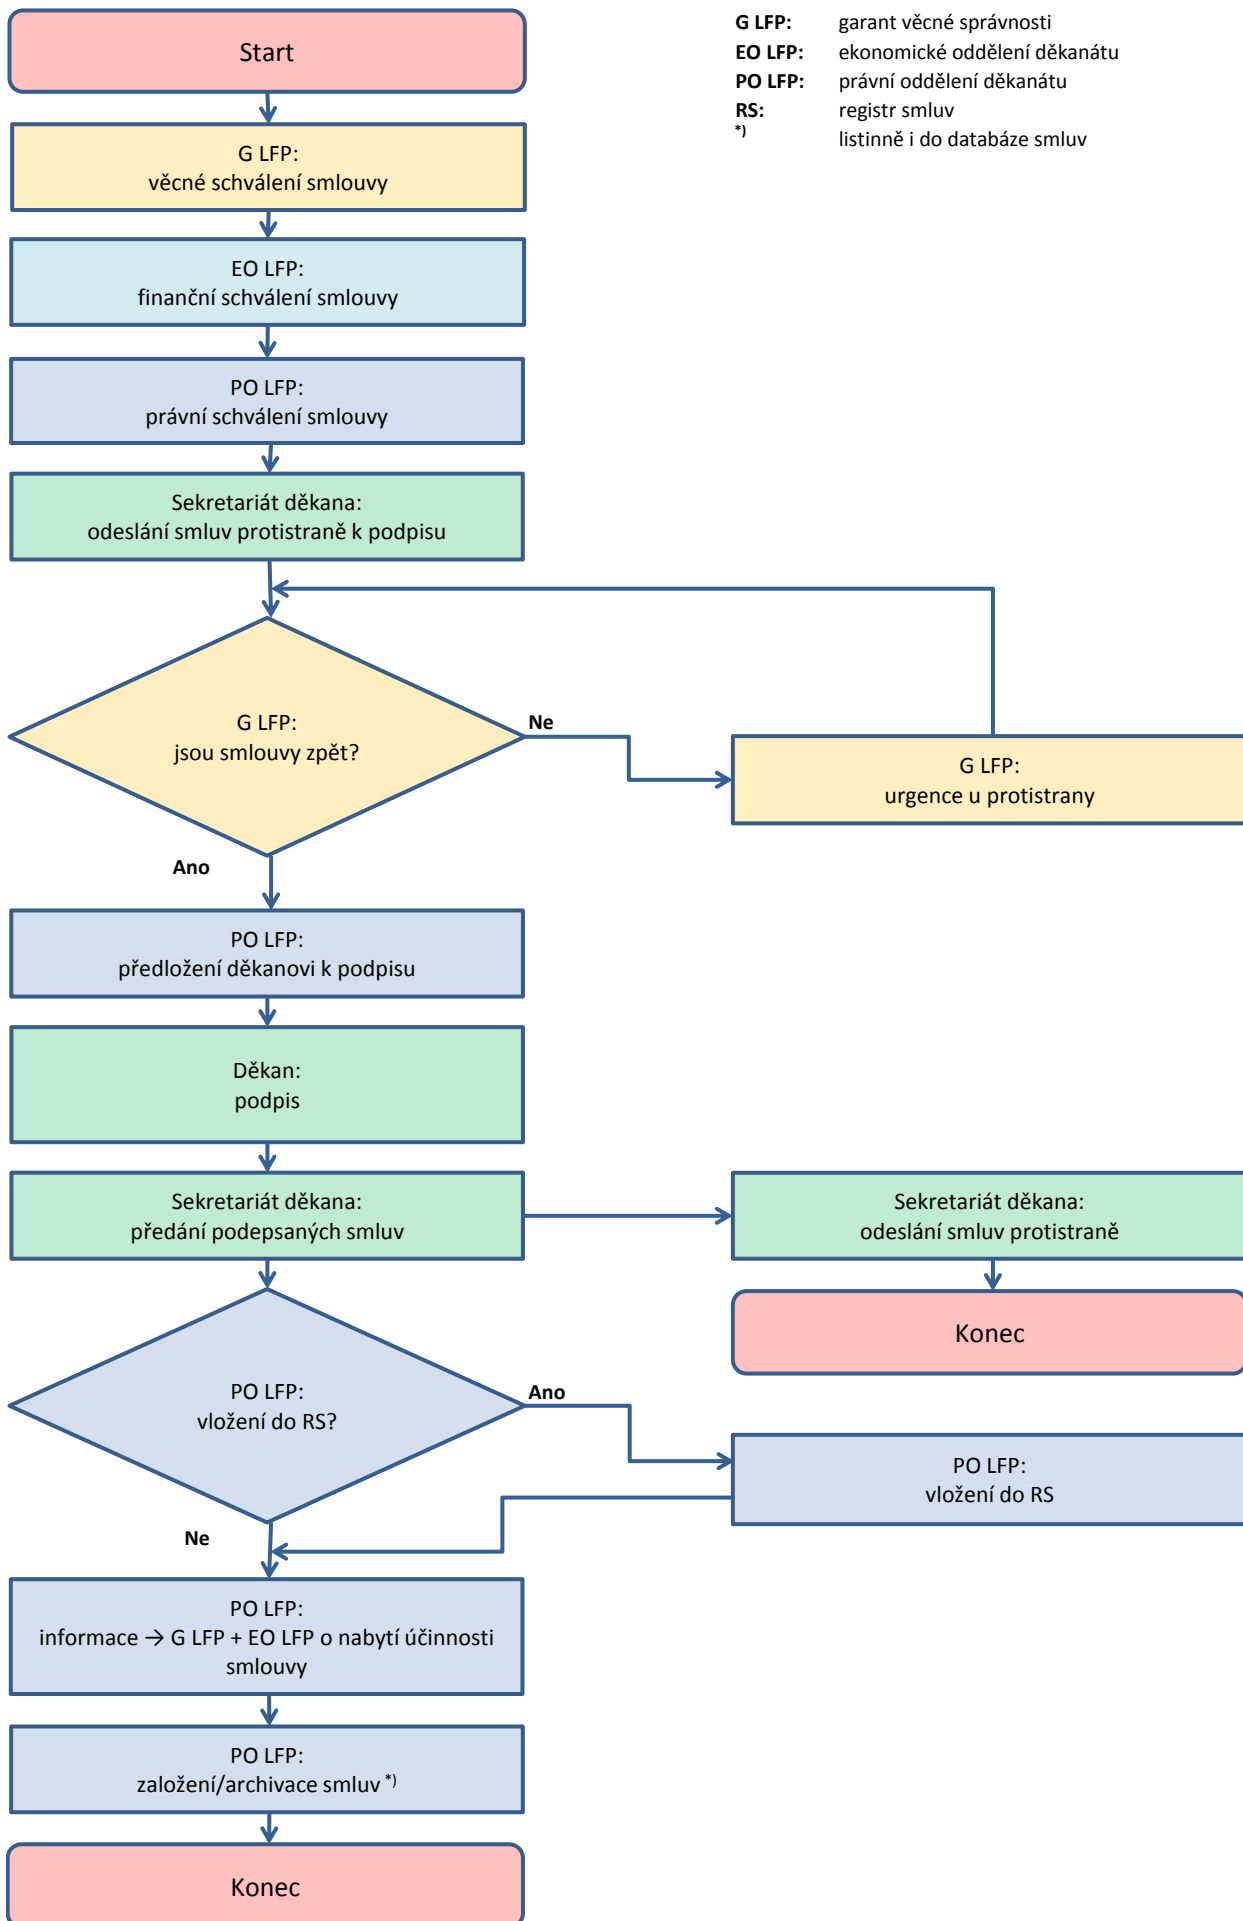 Start
G LFP: garant věcné správnosti
EO LFP: ekonomické oddělení děkanátu
PO LFP: právní oddělení děkanátu
RS: registr smluv
*) listinně i do databáze smluv
G LFP:
věcné schválení smlouvy
EO LFP:
finanční schválení smlouvy
PO LFP:
právní schválení smlouvy
Sekretariát děkana:
odeslání smluv protistraně k podpisu
G LFP:
jsou smlouvy zpět?
Ne
G LFP:
urgence u protistrany
Ano
PO LFP:
předložení děkanovi k podpisu
Děkan:
podpis
Sekretariát děkana:
předání podepsaných smluv
Sekretariát děkana:
odeslání smluv protistraně
Konec
PO LFP:
vložení do RS?
Ano
PO LFP:
vložení do RS
Ne
PO LFP:
informace → G LFP + EO LFP o nabytí účinnosti
smlouvy
PO LFP:
založení/archivace smluv *)
Konec